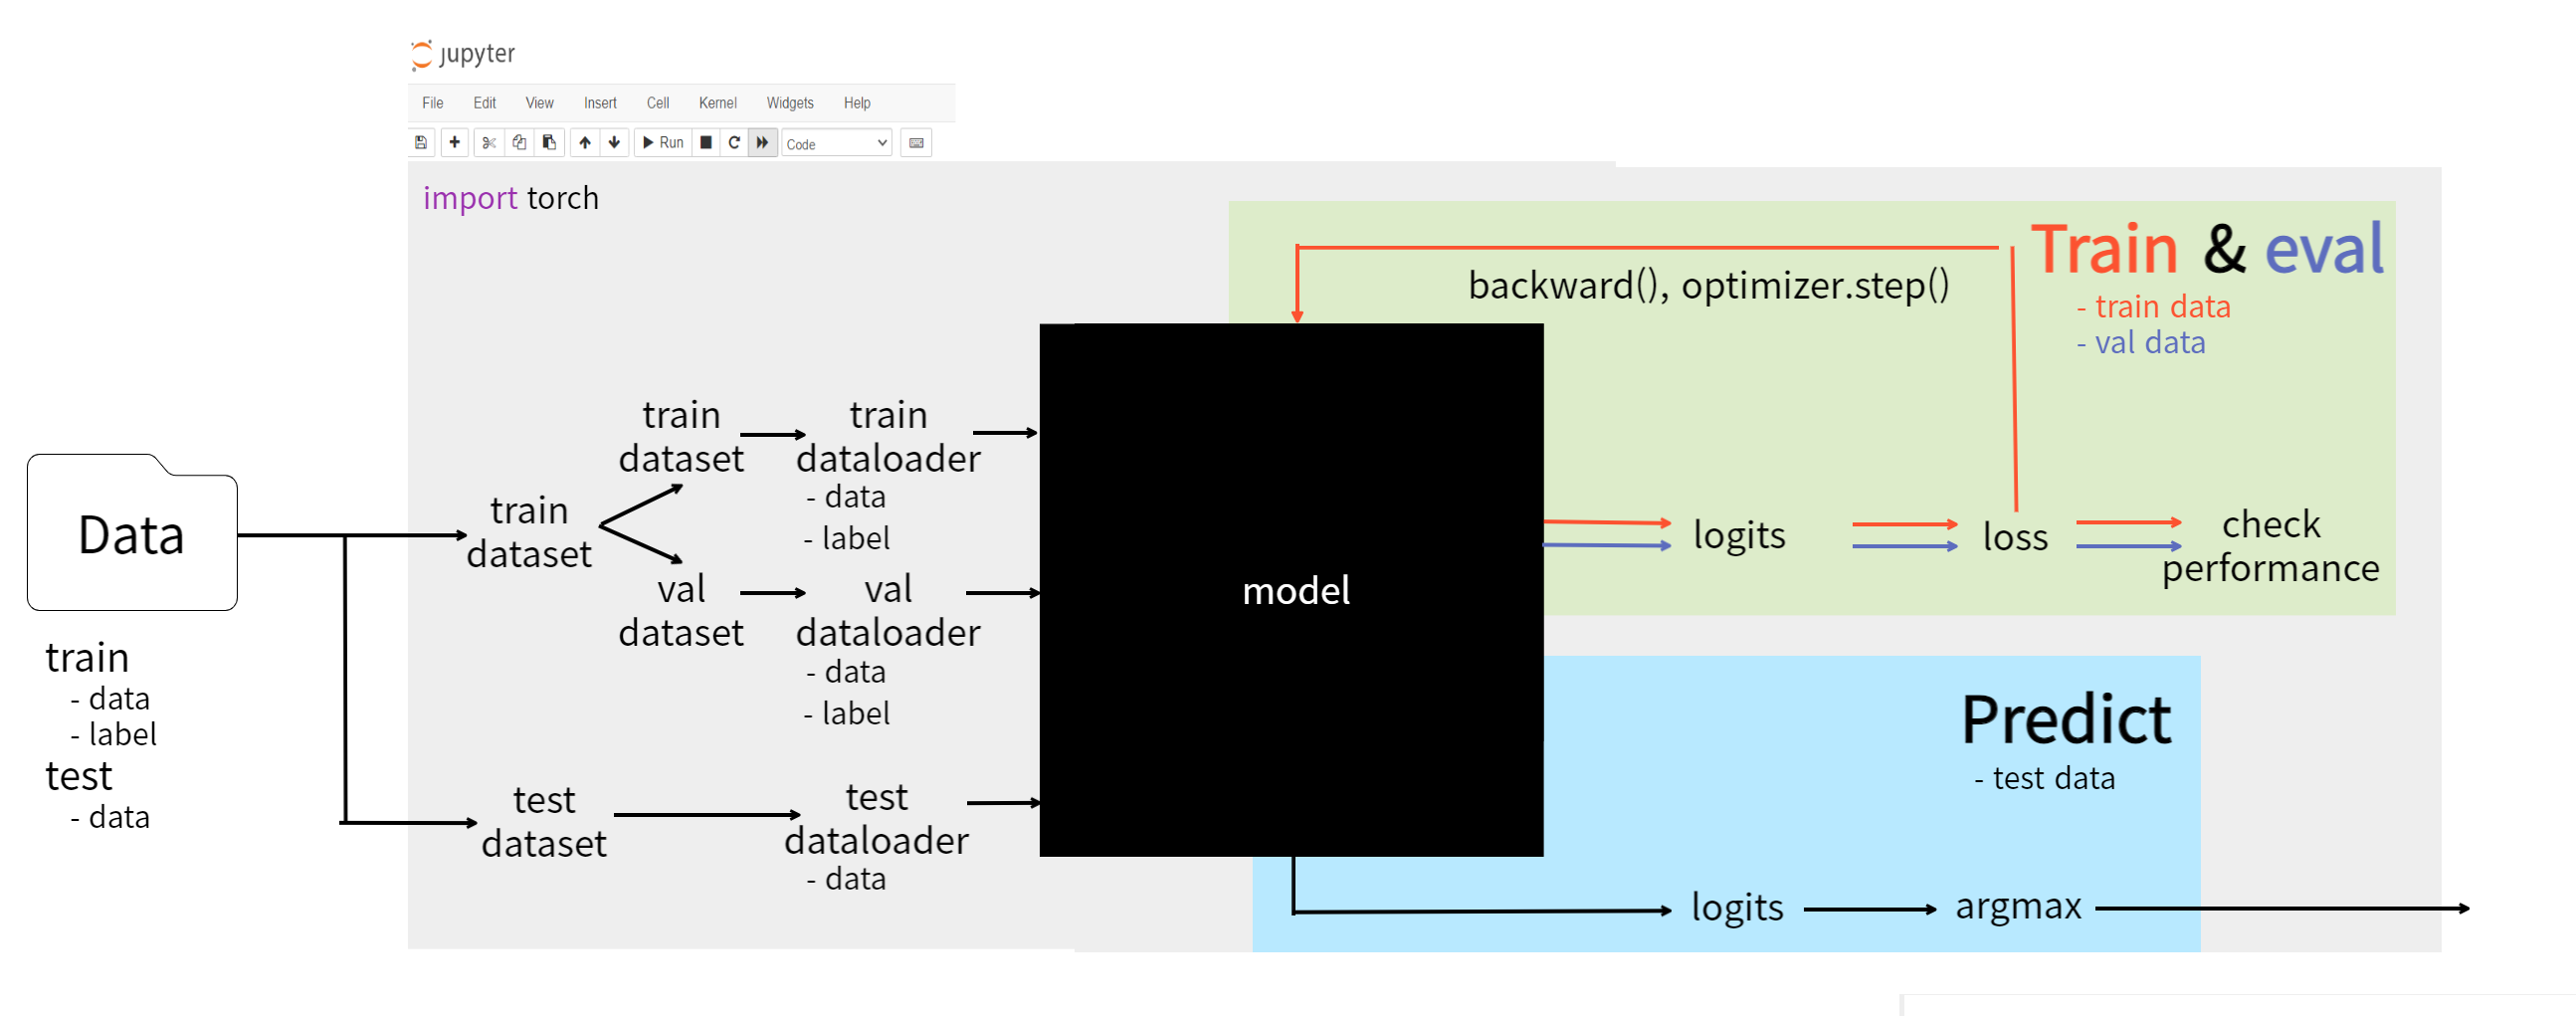 jupyter
File Edit View Insert Cell Kernel Widgets Help
Run Code
import torch
Data
train
- data
- label
test
- data
train
dataset
train
dataset
train
dataloader
- data
- label
val
dataset
val
dataloader
- data
- label
test
dataset
test
dataloader
- data
model
Train & eval
- train data
- val data
backward(), optimizer.step()
logits
loss
check
performance
Predict
- test data
logits
argmax